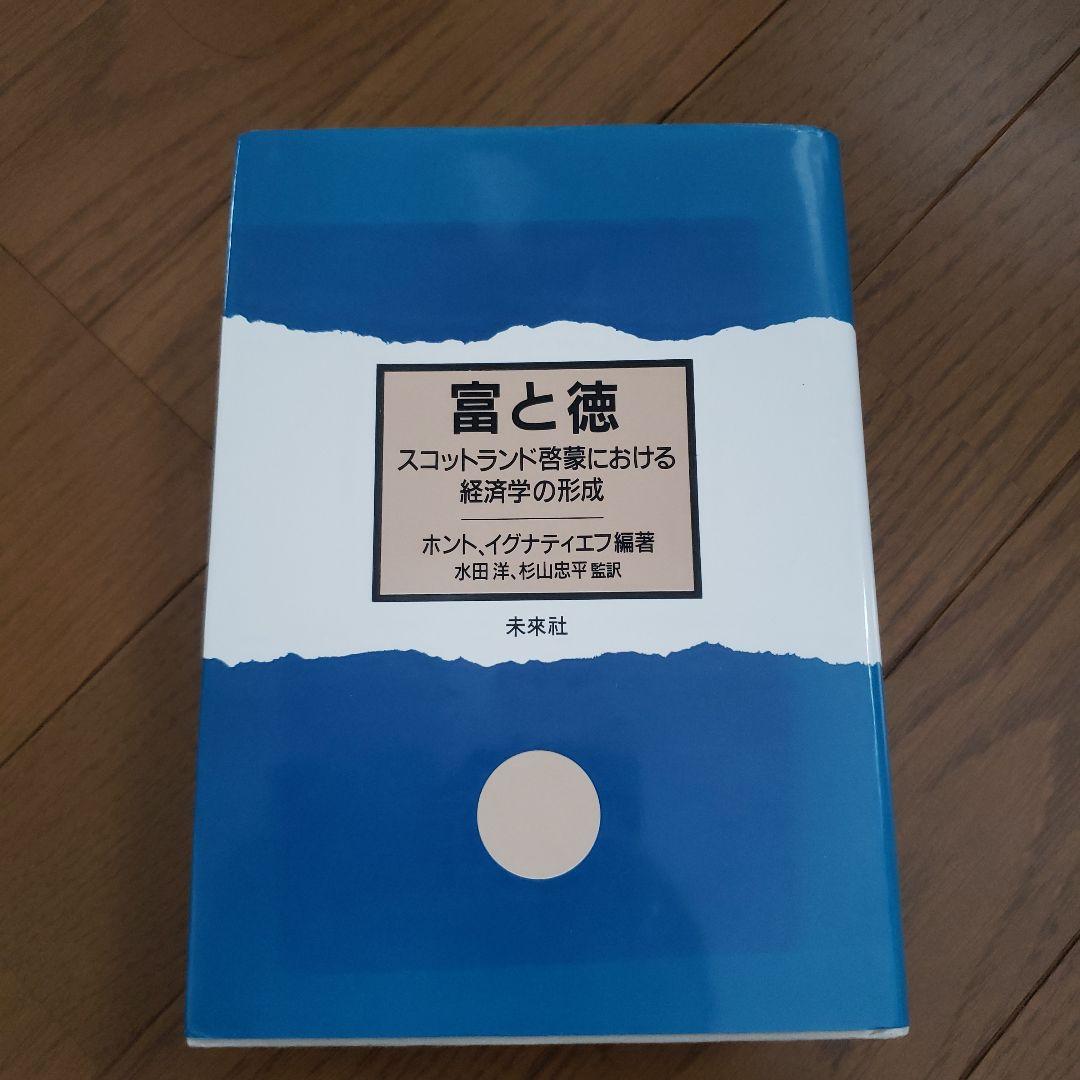 富と徳
スコットランド啓蒙における
経済学の形成
ホント、イグナティエフ編著
水田 洋、杉山忠平 監訳
未來社